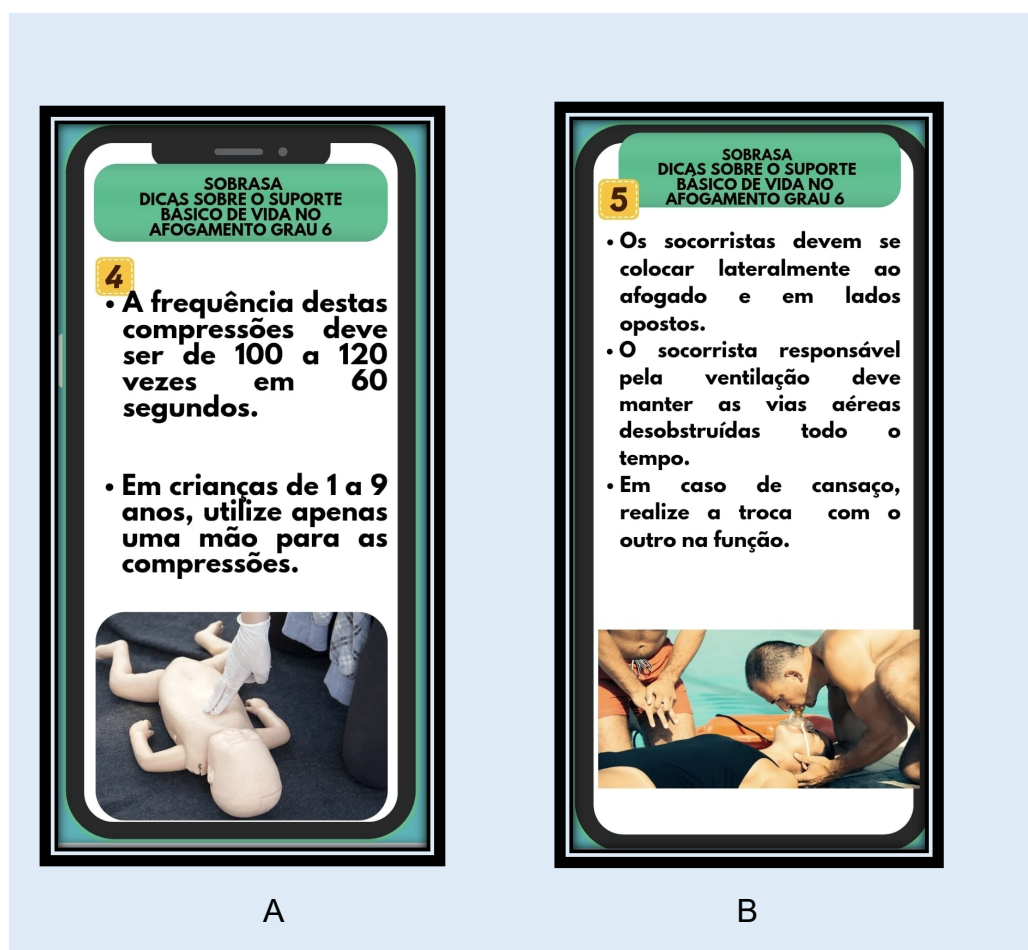 SOBRASA
DICAS SOBRE O SUPORTE
BÁSICO DE VIDA NO
AFOGAMENTO GRAU 6
4
• A frequência destas
compressões deve
ser de 100 a 120
vezes em 60
segundos.
• Em crianças de 1 a 9
anos, utilize apenas
uma mão para as
compressões.
A
SOBRASA
DICAS SOBRE O SUPORTE
BÁSICO DE VIDA NO
AFOGAMENTO GRAU 6
5
• Os socorristas devem se
colocar lateralmente ao
afogado e em lados
opostos.
• O socorrista responsável
pela ventilação deve
manter as vias aéreas
desobstruídas todo o
tempo.
• Em caso de cansaço,
realize a troca com o
outro na função.
B